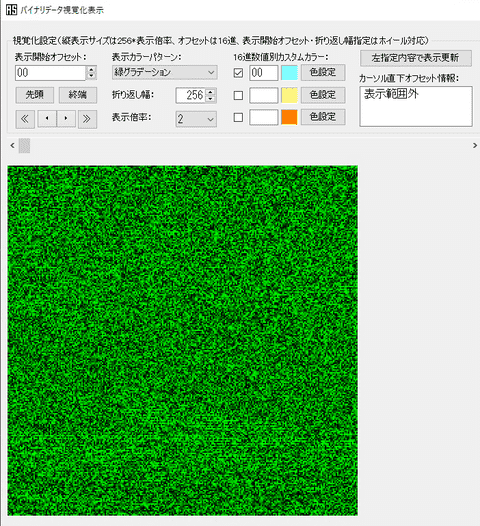 バイナリデータ視覚化表示
視覚化設定(縦表示サイズは256*表示倍率、オフセットは16進、表示開始オフセット・折り返し幅指定はホイール対応)
表示開始オフセット:
00
先頭
終端
表示カラーパターン:
緑グラデーション
折り返し幅:
256
表示倍率:
2
16進数値別カスタムカラー:
00
色設定
色設定
色設定
左指定内容で表示更新
カーソル直下オフセット情報:
表示範囲外